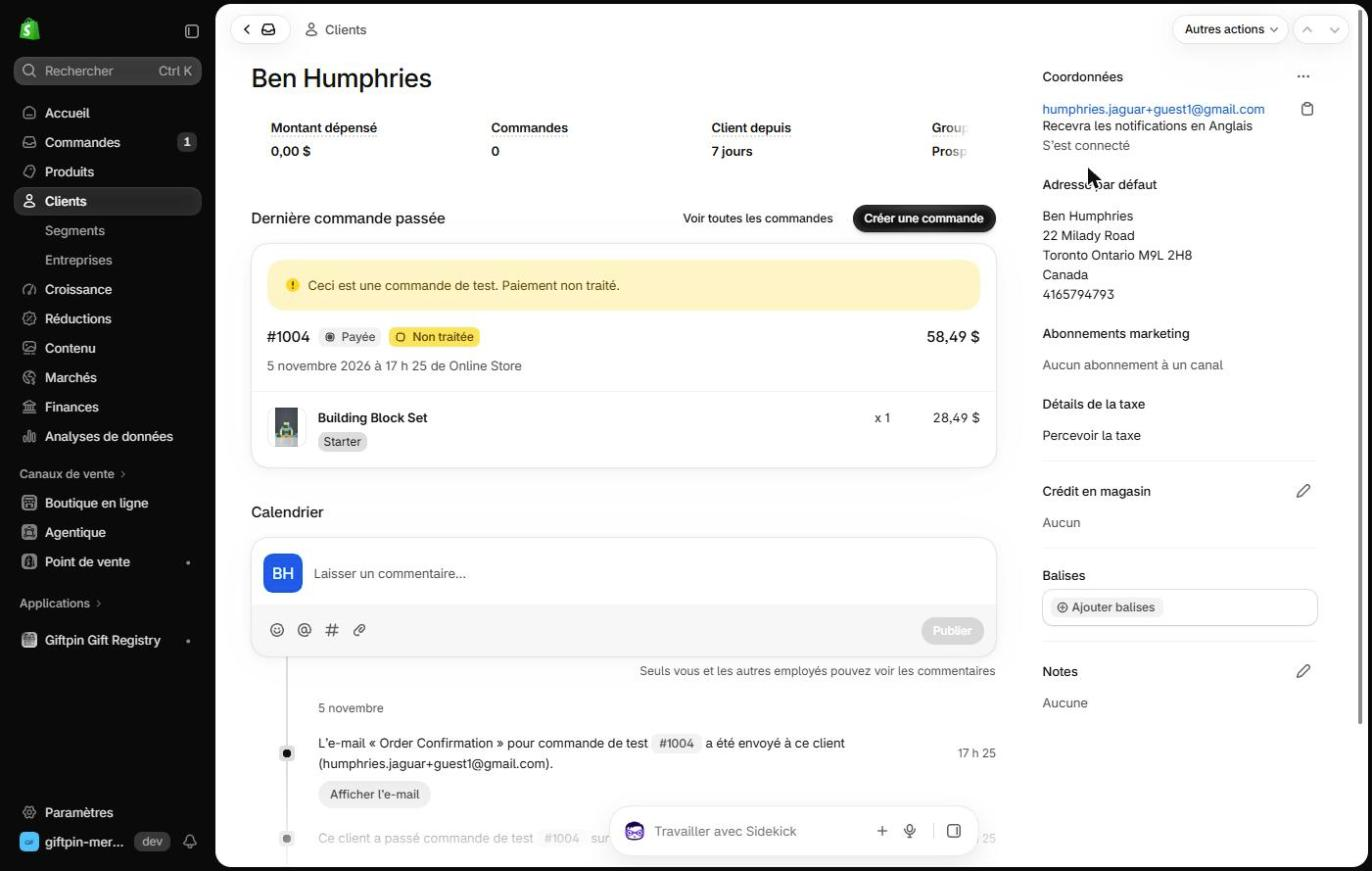 Rechercher Ctrl K
Accueil
Commandes 1
Produits
Clients
Segments
Entreprises
Croissance
Réductions
Contenu
Marchés
Finances
Analyses de données
Canaux de vente
Boutique en ligne
Agentique
Point de vente
Applications
Giftpin Gift Registry
Paramètres
giftpin-mer... dev
Clients
Autres actions
Ben Humphries
Montant dépensé Commandes Client depuis Group
0,00 $ 0 7 jours Prosp
Dernière commande passée Voir toutes les commandes Créer une commande
Ceci est une commande de test. Paiement non traité.
#1004 Payée Non traitée 58,49 $
5 novembre 2026 à 17 h 25 de Online Store
Building Block Set x 1 28,49 $
Starter
Calendrier
BH Laisser un commentaire...
Publier
Seuls vous et les autres employés pouvez voir les commentaires
5 novembre
L'e-mail « Order Confirmation » pour commande de test #1004 a été envoyé à ce client
(humphries.jaguar+guest1@gmail.com).
17 h 25
Afficher l'e-mail
Ce client a passé commande de test #1004 sur 25
Travailler avec Sidekick
Coordonnées
humphries.jaguar+guest1@gmail.com
Recevra les notifications en Anglais
S'est connecté
Adresse par défaut
Ben Humphries
22 Milady Road
Toronto Ontario M9L 2H8
Canada
4165794793
Abonnements marketing
Aucun abonnement à un canal
Détails de la taxe
Percevoir la taxe
Crédit en magasin
Aucun
Balises
Ajouter balises
Notes
Aucune